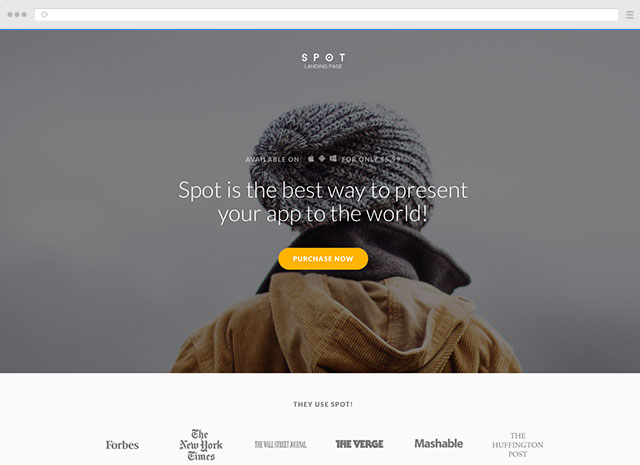 SPOT
LANDING PAGE
AVAILABLE ON: FOR ONLY $5.99
Spot is the best way to present
your app to the world!
PURCHASE NOW
THEY USE SPOT!
Forbes
The
New York
Times
THE WALL STREET JOURNAL
THE VERGE
Mashable
THE
HUFFINGTON
POST